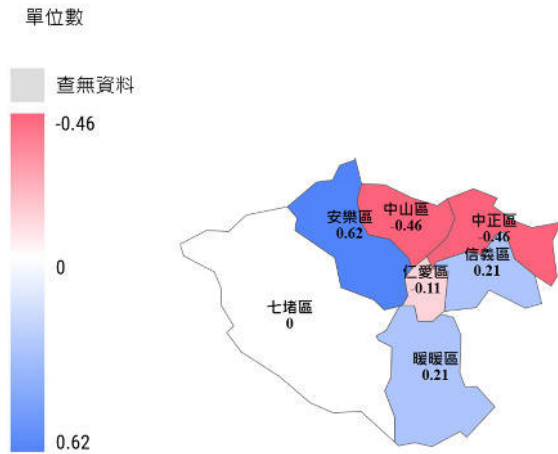 單位數
查無資料
-0.46
0
0.62
安樂區
0.62
中山區
-0.46
中正區
-0.46
信義區
0.21
仁愛區
-0.11
七堵區
0
暖暖區
0.21